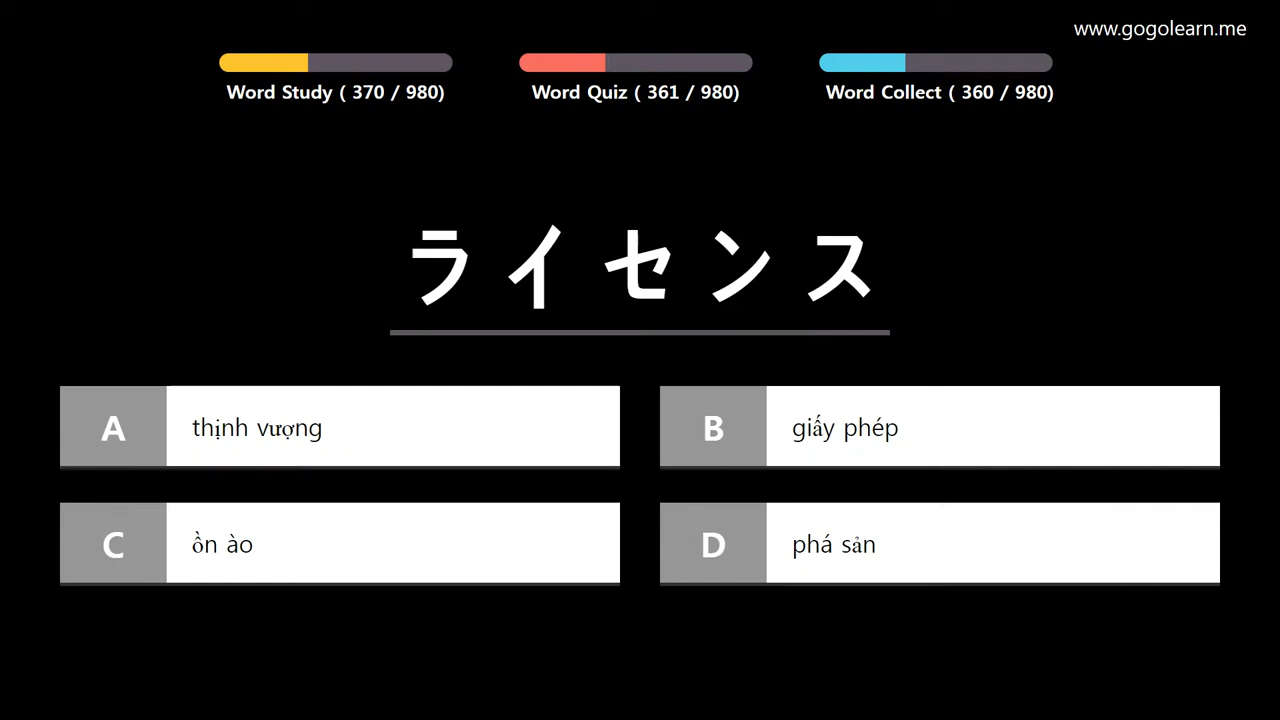 www.gogolearn.me
Word Study ( 370 / 980)
Word Quiz ( 361 / 980)
Word Collect ( 360 / 980)
ライセンス
A thịnh vượng
B giấy phép
C ồn ào
D phá sản